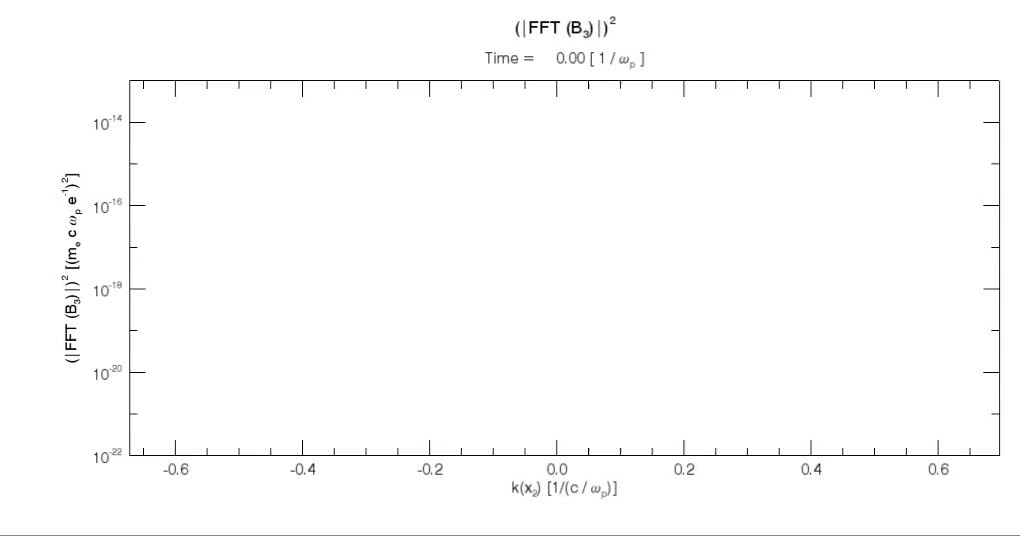 (|FFT (B₃)|)²
Time = 0.00 [ 1 / ωₚ ]
(|FFT (B₃)|)² [(mₑ c ωₚ e⁻¹)²]
10⁻¹⁴
10⁻¹⁶
10⁻¹⁸
10⁻²⁰
10⁻²²
-0.6 -0.4 -0.2 0.0 0.2 0.4 0.6
k(x₂) [1/(c / ωₚ)]